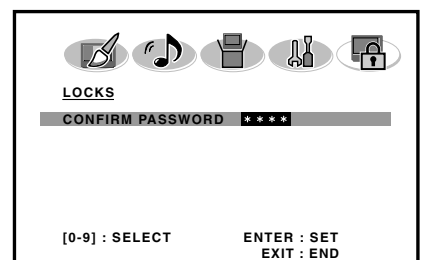 LOCKS
CONFIRM PASSWORD * * * *
[0-9] : SELECT ENTER : SET
EXIT : END